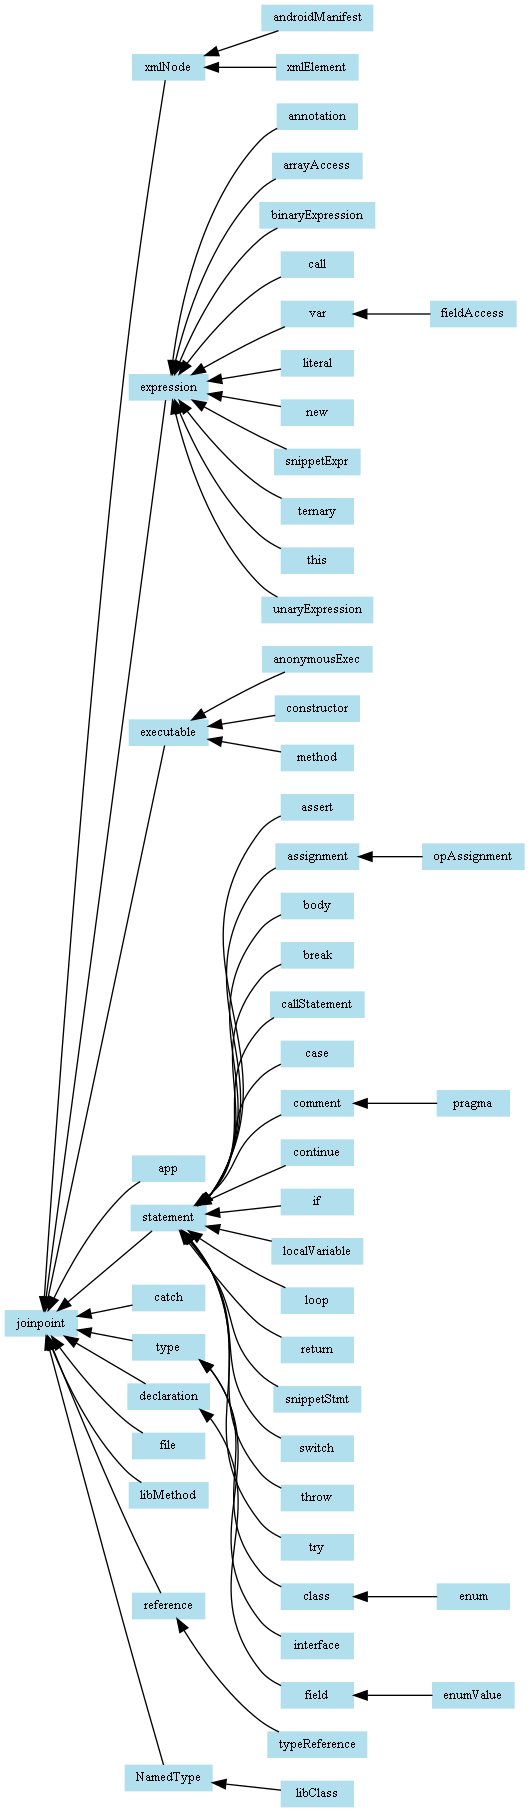 androidManifest
xmlNode
xmlElement
annotation
arrayAccess
binaryExpression
call
var
fieldAccess
literal
expression
new
snippetExpr
ternary
this
unaryExpression
anonymousExec
constructor
executable
method
assert
assignment
opAssignment
body
break
callStatement
case
comment
pragma
continue
app
if
statement
localVariable
catch
loop
joinpoint
type
return
declaration
snippetStmt
file
switch
libMethod
throw
try
class
enum
reference
interface
field
enumValue
typeReference
NamedType
libClass